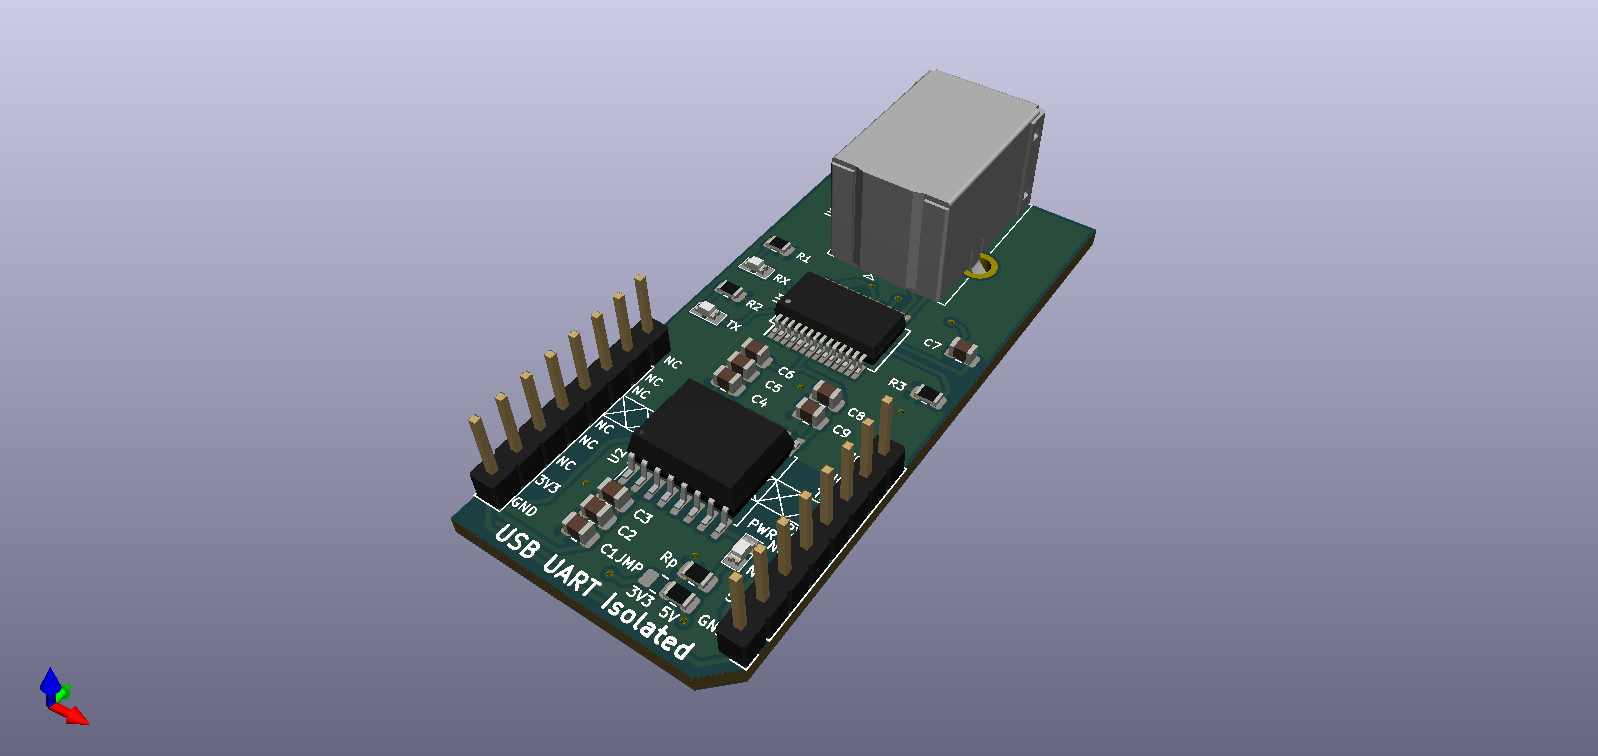 R1
RX
R2
TX
C7
R3
C6
C5
C4
C8
C9
NC
NC
NC
NC
NC
NC
3V3
GND
U2
C3
C2
C1
JMP
Rp
PWR
3V3 5V
USB UART Isolated